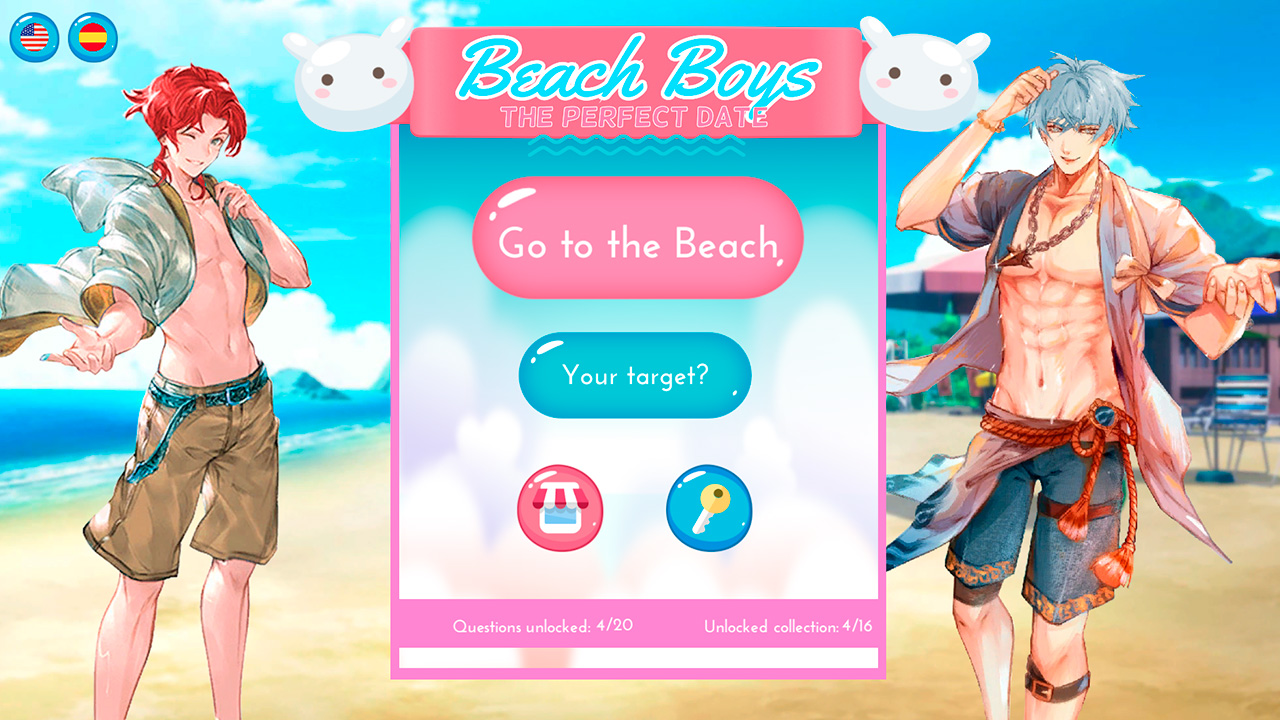 Beach Boys
THE PERFECT DATE
Go to the Beach
Your target?
Questions unlocked: 4/20
Unlocked collection: 4/16